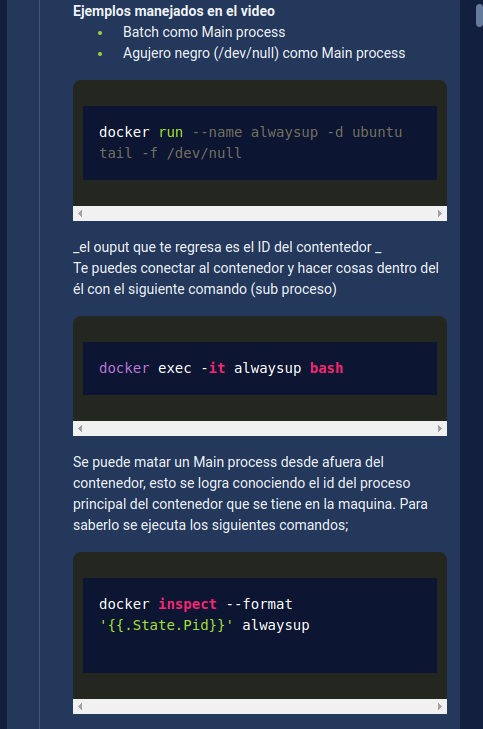 Ejemplos manejados en el video
Batch como Main process
Agujero negro (/dev/null) como Main process
docker run --name alwaysup -d ubuntu
tail -f /dev/null
_el ouput que te regresa es el ID del contentedor _
Te puedes conectar al contenedor y hacer cosas dentro del
él con el siguiente comando (sub proceso)
docker exec -it alwaysup bash
Se puede matar un Main process desde afuera del
contenedor, esto se logra conociendo el id del proceso
principal del contenedor que se tiene en la maquina. Para
saberlo se ejecuta los siguientes comandos;
docker inspect --format
'{{.State.Pid}}' alwaysup